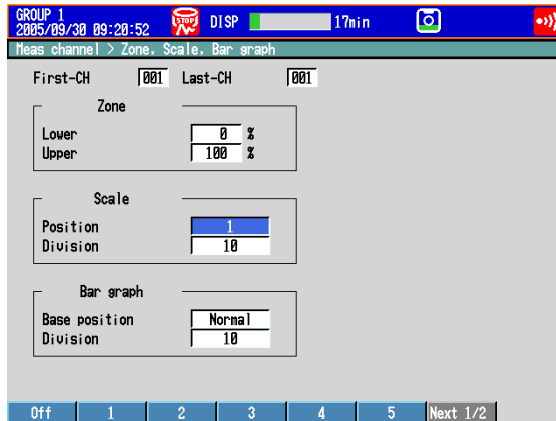 GROUP 1
2005/09/30 09:20:52 STOP DISP 17min
Meas channel > Zone, Scale, Bar graph
First-CH 001 Last-CH 001
Zone
Lower 0 %
Upper 100 %
Scale
Position 1
Division 10
Bar graph
Base position Normal
Division 10
Off 1 2 3 4 5 Next 1/2